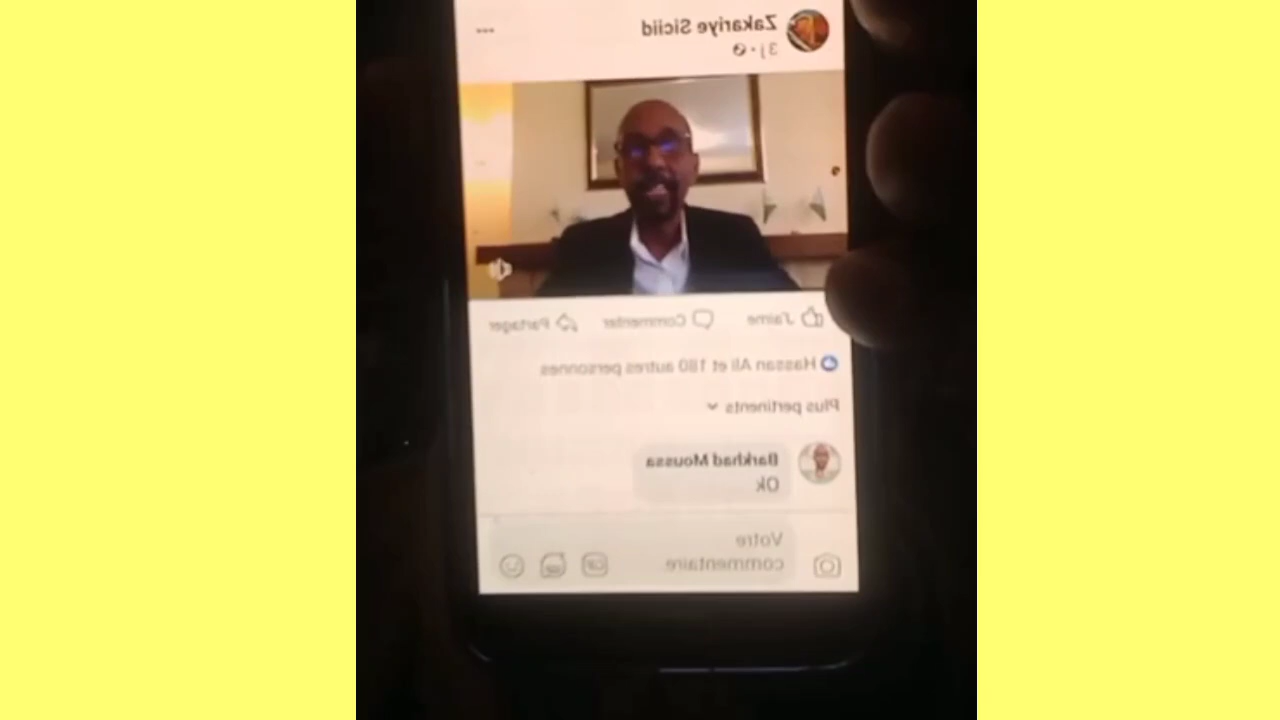 Zakariye Siciid
3 j
J'aime
Commenter
Partager
Hassan Ali et 180 autres personnes
Plus pertinents
Barkhad Moussa
Ok
Votre
commentaire
GIF